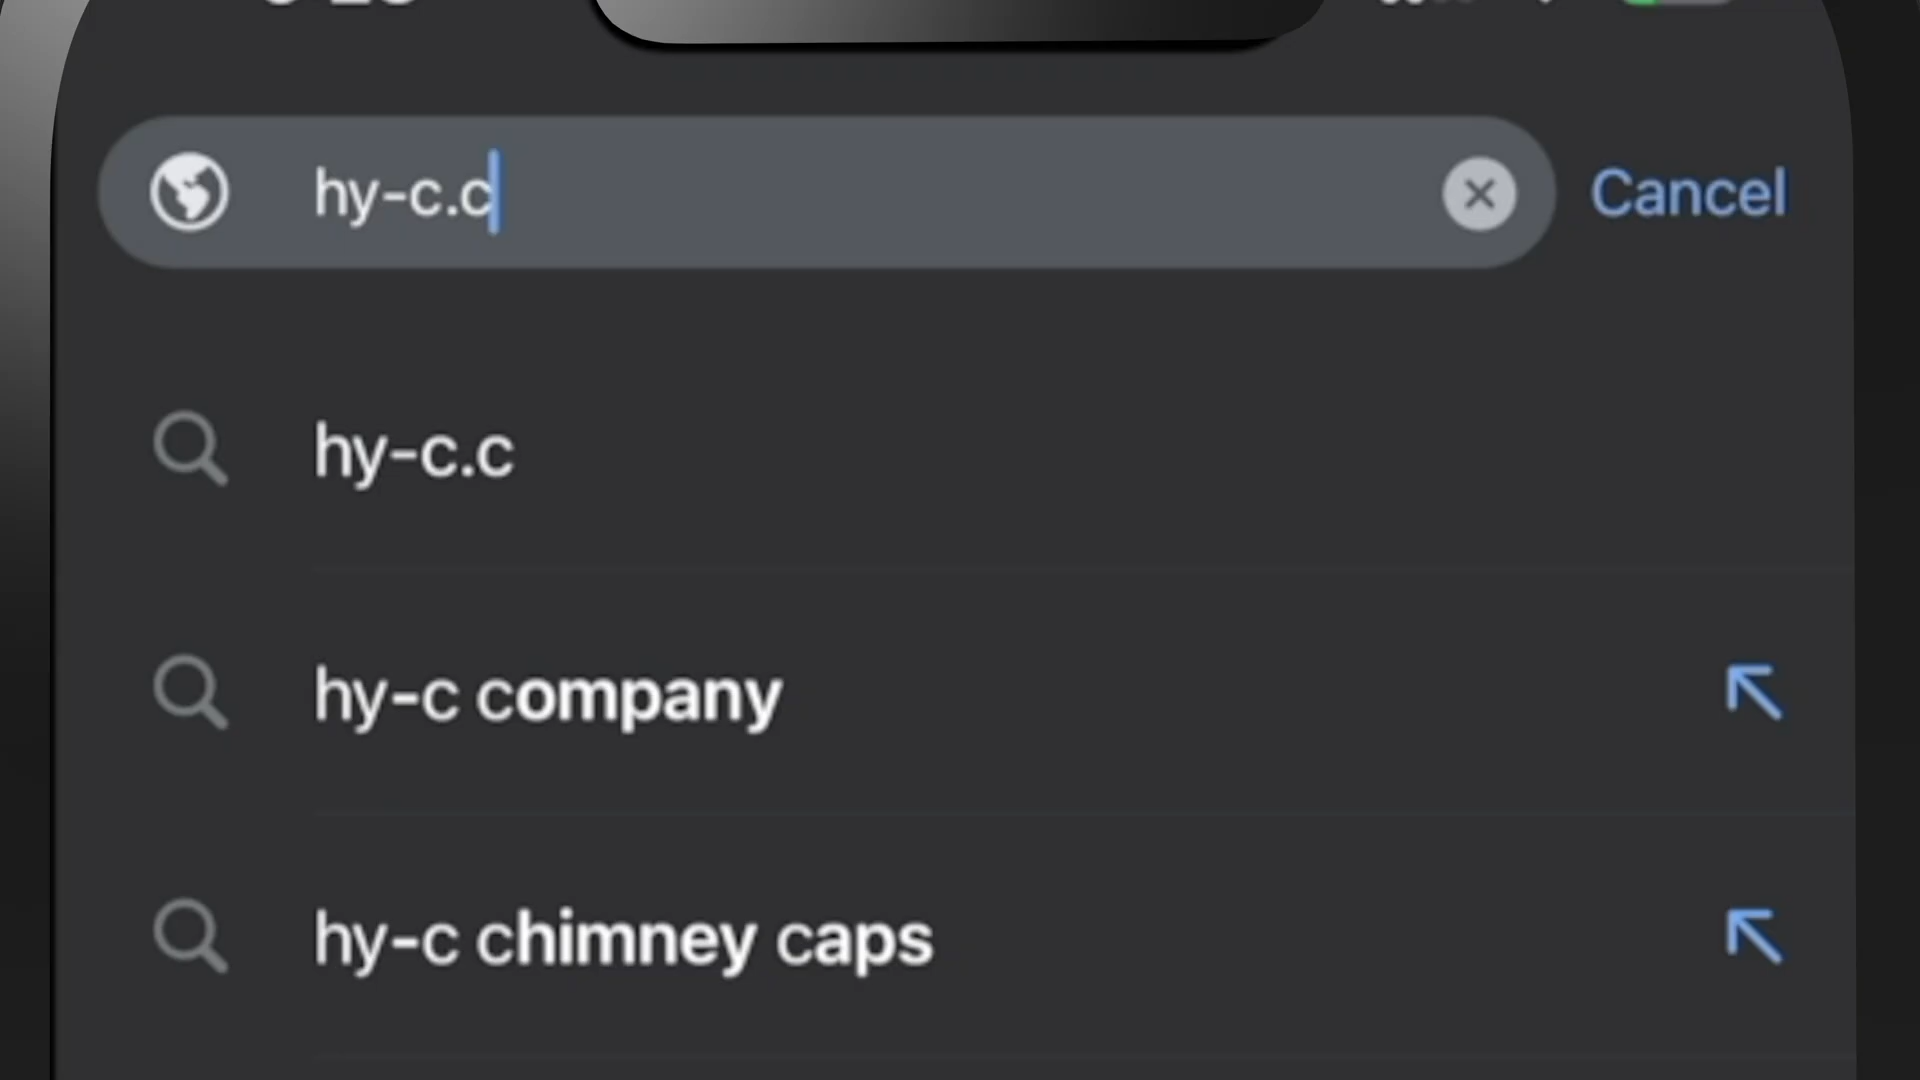 hy-c.c
Cancel
hy-c.c
hy-c company
hy-c chimney caps